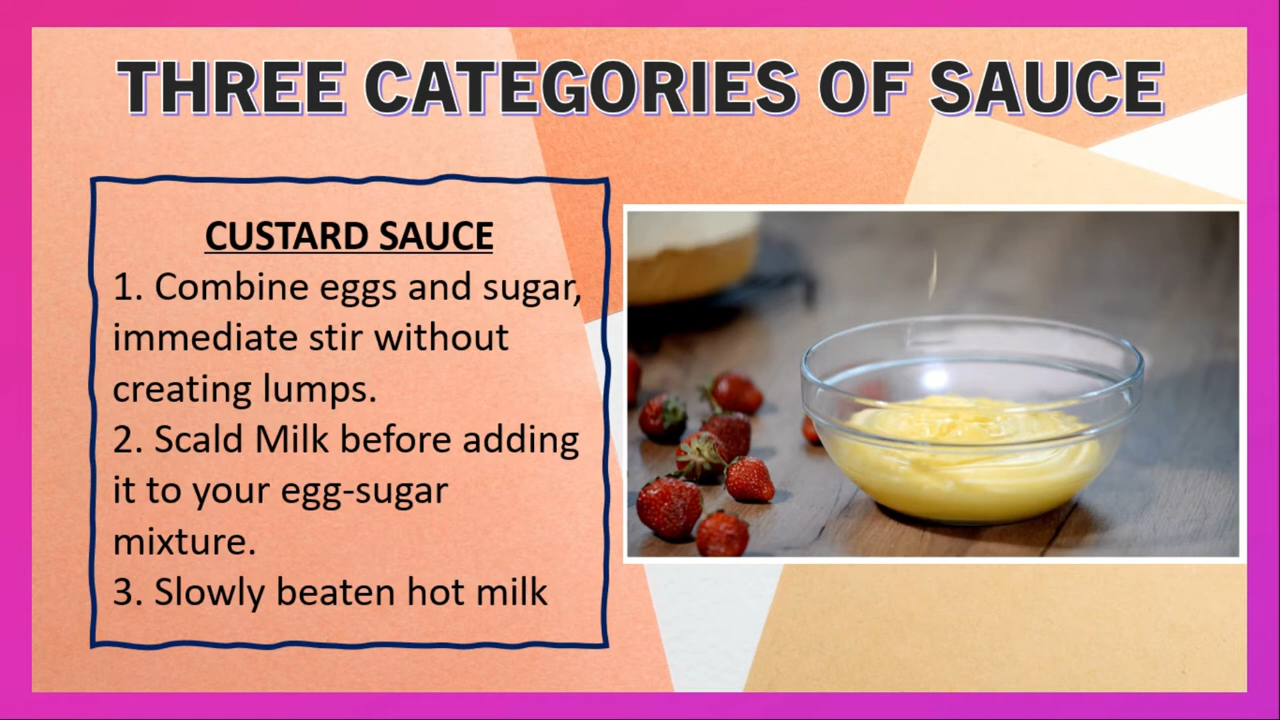 THREE CATEGORIES OF SAUCE
CUSTARD SAUCE
1. Combine eggs and sugar,
immediate stir without
creating lumps.
2. Scald Milk before adding
it to your egg-sugar
mixture.
3. Slowly beaten hot milk